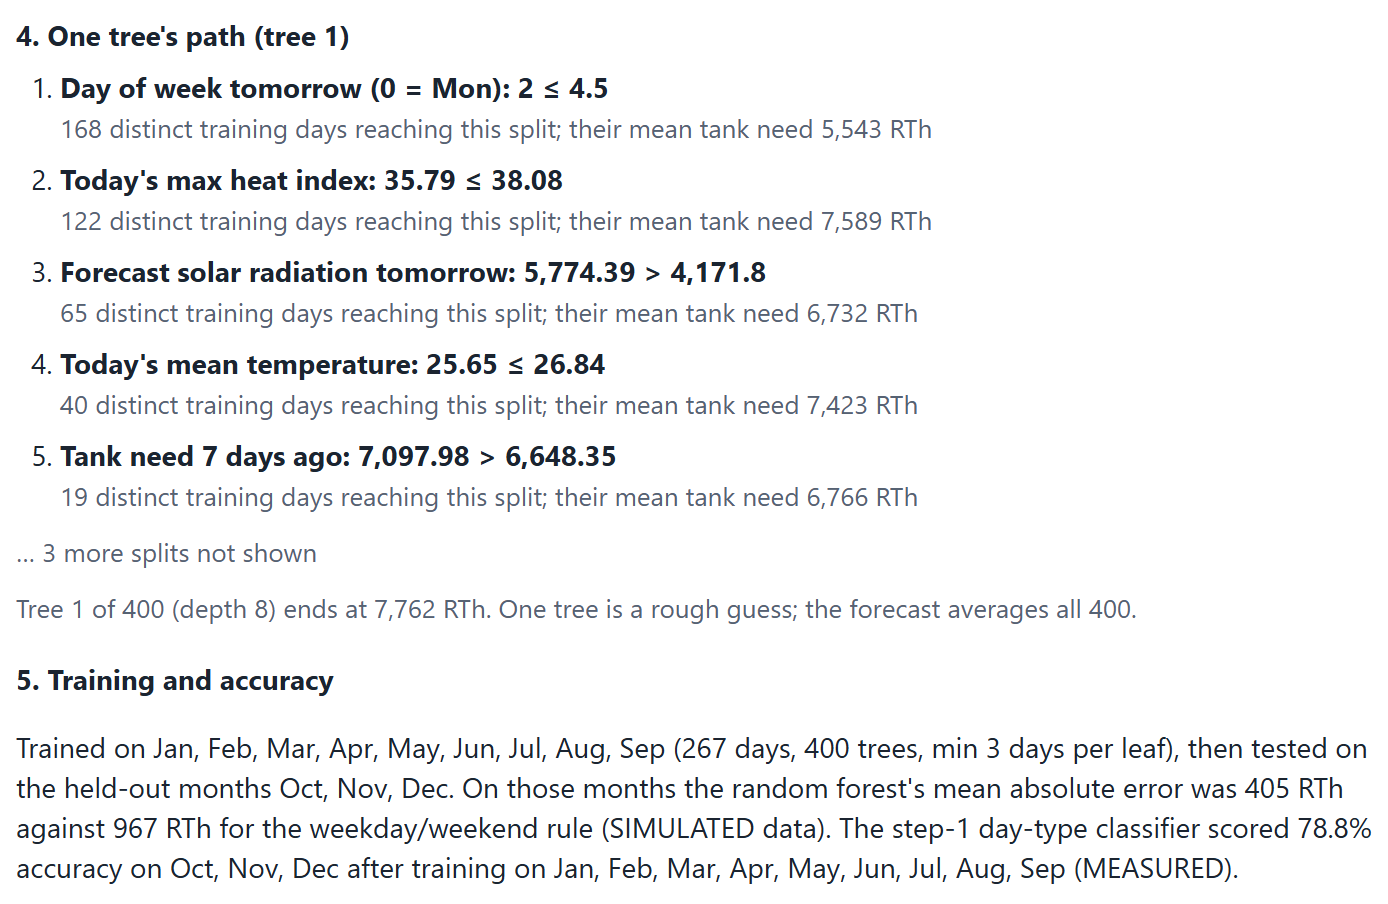 4. One tree's path (tree 1)
1. Day of week tomorrow (0 = Mon): 2 ≤ 4.5
168 distinct training days reaching this split; their mean tank need 5,543 RTh
2. Today's max heat index: 35.79 ≤ 38.08
122 distinct training days reaching this split; their mean tank need 7,589 RTh
3. Forecast solar radiation tomorrow: 5,774.39 > 4,171.8
65 distinct training days reaching this split; their mean tank need 6,732 RTh
4. Today's mean temperature: 25.65 ≤ 26.84
40 distinct training days reaching this split; their mean tank need 7,423 RTh
5. Tank need 7 days ago: 7,097.98 > 6,648.35
19 distinct training days reaching this split; their mean tank need 6,766 RTh
... 3 more splits not shown
Tree 1 of 400 (depth 8) ends at 7,762 RTh. One tree is a rough guess; the forecast averages all 400.
5. Training and accuracy
Trained on Jan, Feb, Mar, Apr, May, Jun, Jul, Aug, Sep (267 days, 400 trees, min 3 days per leaf), then tested on
the held-out months Oct, Nov, Dec. On those months the random forest's mean absolute error was 405 RTh
against 967 RTh for the weekday/weekend rule (SIMULATED data). The step-1 day-type classifier scored 78.8%
accuracy on Oct, Nov, Dec after training on Jan, Feb, Mar, Apr, May, Jun, Jul, Aug, Sep (MEASURED).